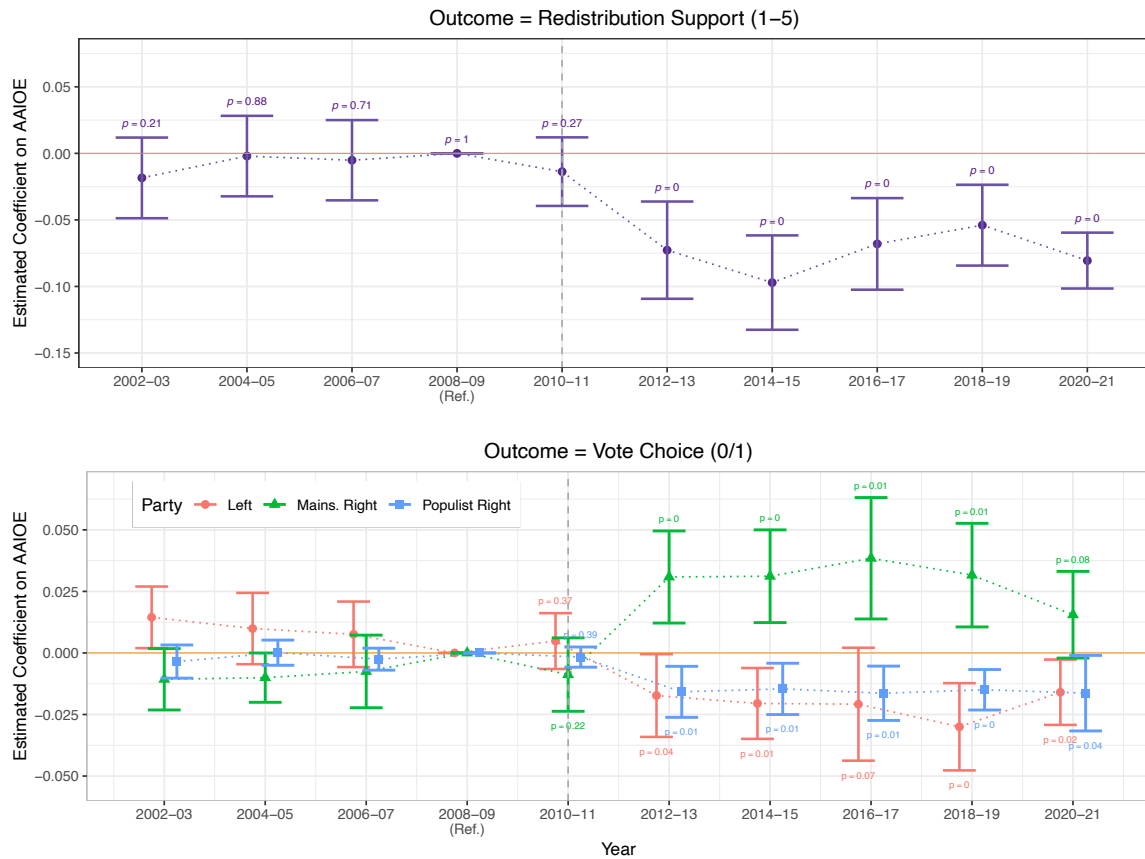 Outcome = Redistribution Support (1−5)
Estimated Coefficient on AAIOE
0.05
0.00
−0.05
−0.10
−0.15
p = 0.21
p = 0.88
p = 0.71
p = 1
p = 0.27
p = 0
p = 0
p = 0
p = 0
p = 0
2002−03
2004−05
2006−07
2008−09
(Ref.)
2010−11
2012−13
2014−15
2016−17
2018−19
2020−21
Outcome = Vote Choice (0/1)
Party Left Mains. Right Populist Right
Estimated Coefficient on AAIOE
0.050
0.025
0.000
−0.025
−0.050
p = 0.37
p = 0.39
p = 0.22
p = 0
p = 0.01
p = 0.04
p = 0
p = 0.01
p = 0.01
p = 0.01
p = 0.01
p = 0.07
p = 0.01
p = 0
p = 0
p = 0.08
p = 0.02
p = 0.04
2002−03
2004−05
2006−07
2008−09
(Ref.)
2010−11
2012−13
2014−15
2016−17
2018−19
2020−21
Year